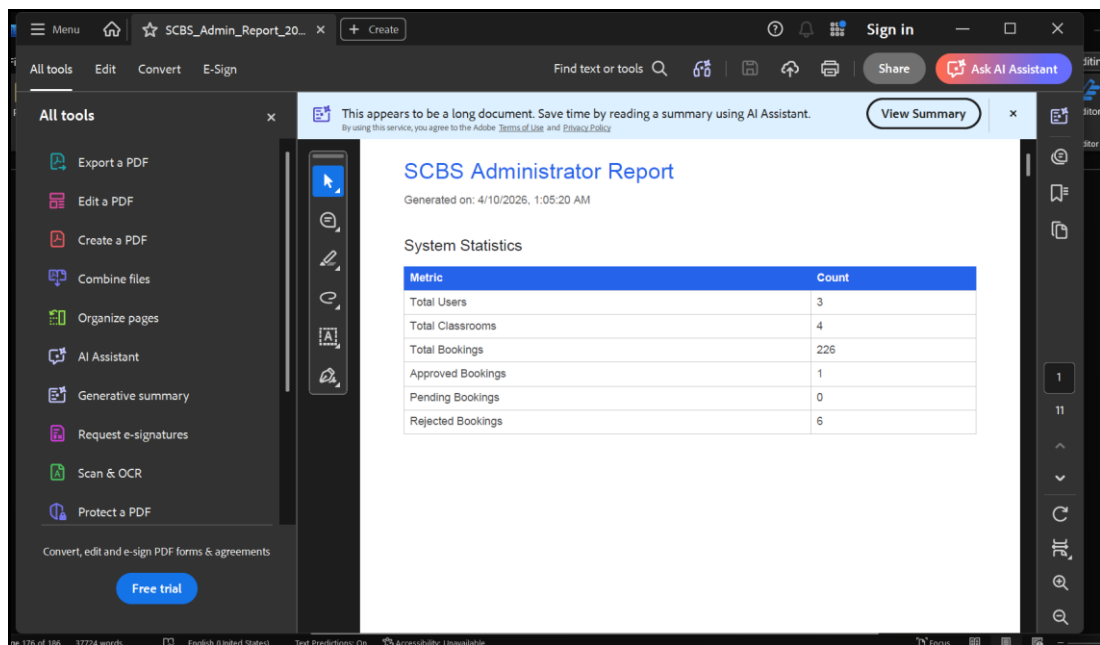 Menu
SCBS_Admin_Report_20...
Create
Sign in
All tools Edit Convert E-Sign
Find text or tools
Share
Ask AI Assistant
All tools
Export a PDF
Edit a PDF
Create a PDF
Combine files
Organize pages
AI Assistant
Generative summary
Request e-signatures
Scan & OCR
Protect a PDF
Convert, edit and e-sign PDF forms & agreements
Free trial
This appears to be a long document. Save time by reading a summary using AI Assistant.
By using this service, you agree to the Adobe Terms of Use and Privacy Policy
View Summary
SCBS Administrator Report
Generated on: 4/10/2026, 1:05:20 AM
System Statistics
Metric Count
Total Users 3
Total Classrooms 4
Total Bookings 226
Approved Bookings 1
Pending Bookings 0
Rejected Bookings 6
1
11
176 of 186 37724 words English (United States) Text Predictions: On Accessibility: Unavailable Focus